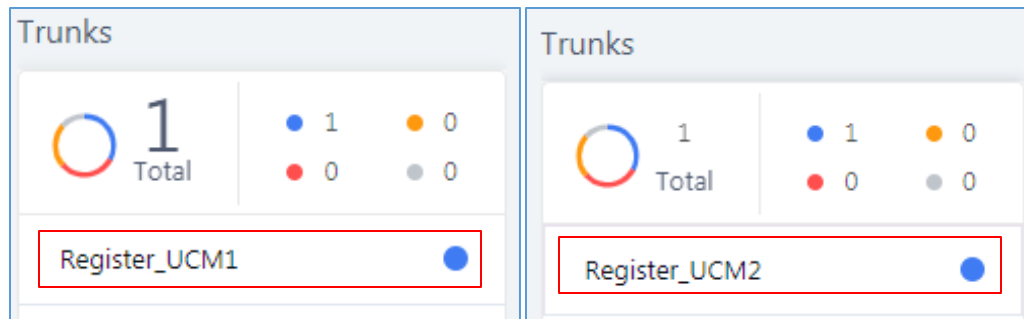 Trunks
1 Total
1 0
0 0
Register_UCM1
Trunks
1
Total
1 0
0 0
Register_UCM2